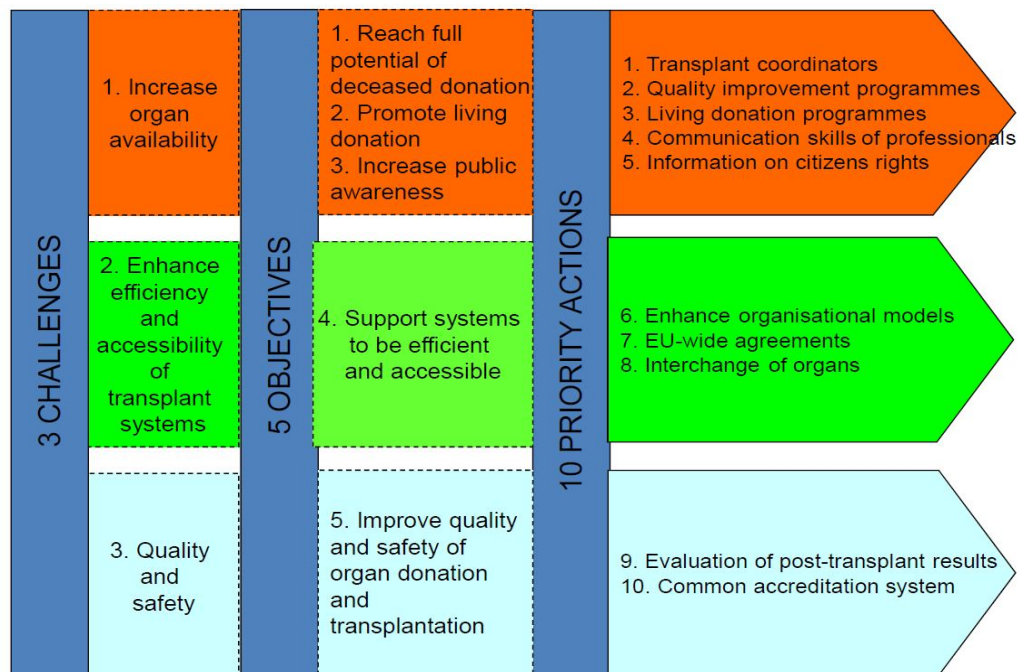 3 CHALLENGES
1. Increase
organ
availability
2. Enhance
efficiency
and
accessibility
of
transplant
systems
3. Quality
and
safety
5 OBJECTIVES
1. Reach full
potential of
deceased donation
2. Promote living
donation
3. Increase public
awareness
4. Support systems
to be efficient
and accessible
5. Improve quality
and safety of
organ donation
and
transplantation
10 PRIORITY ACTIONS
1. Transplant coordinators
2. Quality improvement programmes
3. Living donation programmes
4. Communication skills of professionals
5. Information on citizens rights
6. Enhance organisational models
7. EU-wide agreements
8. Interchange of organs
9. Evaluation of post-transplant results
10. Common accreditation system